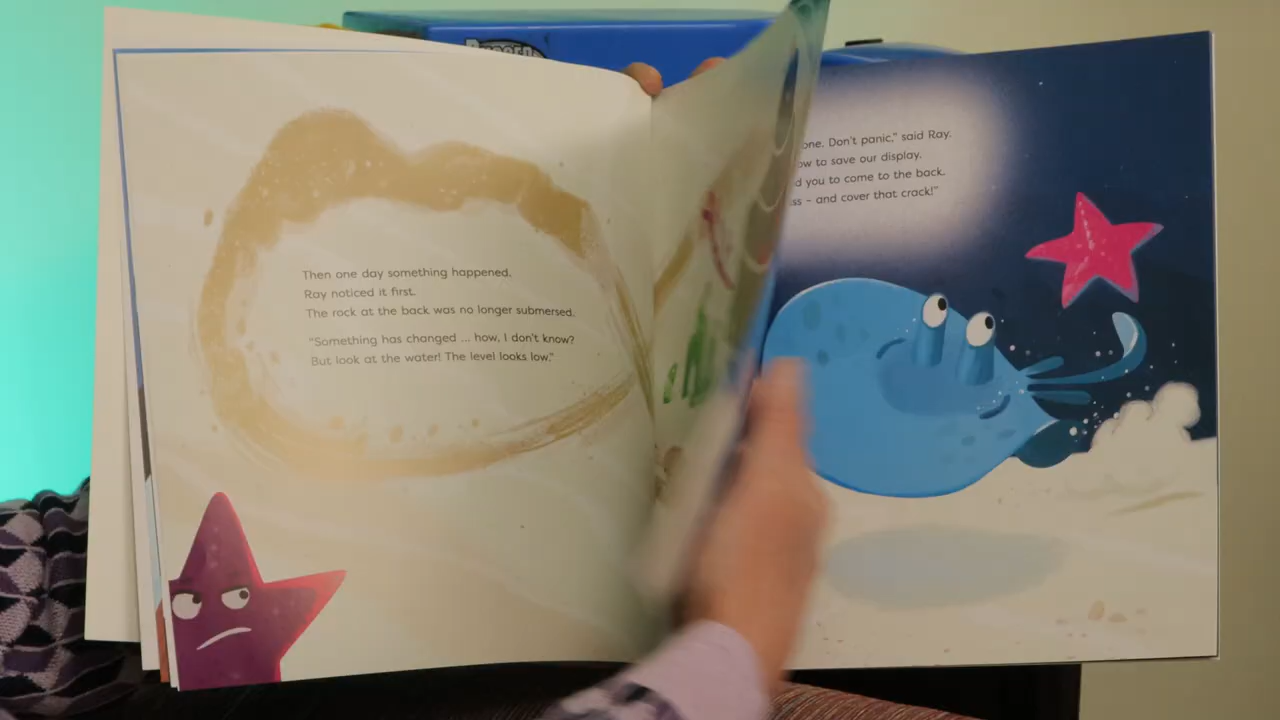 Then one day something happened.
Ray noticed it first.
The rock at the back was no longer submersed.
"Something has changed ... how, I don't know?
But look at the water! The level looks low."
one. Don't panic," said Ray.
to save our display.
you to come to the back.
– and cover that crack!"